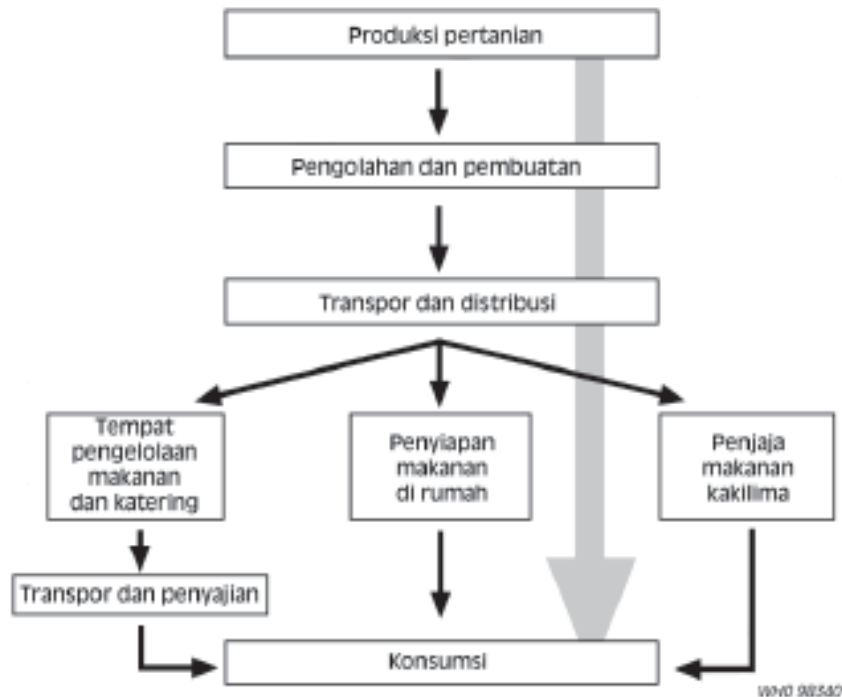 Produksi pertanian
Pengolahan dan pembuatan
Transpor dan distribusi
Tempat
pengelolaan
makanan
dan katering
Penyiapan
makanan
di rumah
Penjaja
makanan
kakilima
Transpor dan penyajian
Konsumsi
WHO 98340